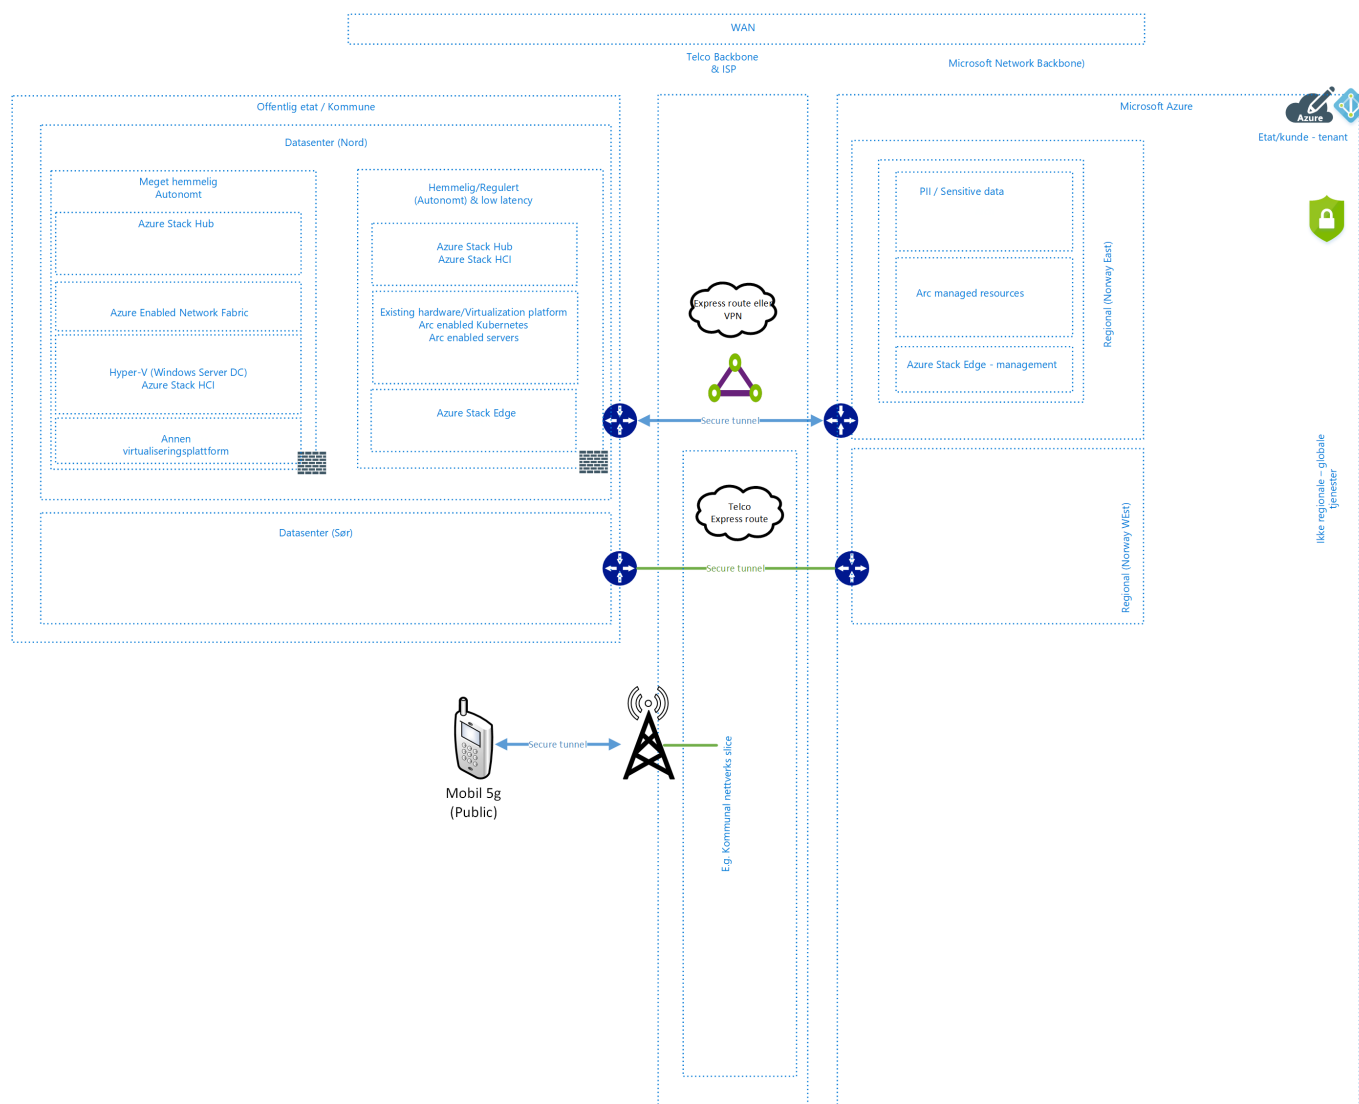 WAN
Telco Backbone
& ISP
Microsoft Network Backbone)
Offentlig etat / Kommune
Microsoft Azure
Azure
Etat/kunde - tenant
Datasenter (Nord)
Meget hemmelig
Autonomt
Azure Stack Hub
Azure Enabled Network Fabric
Hyper-V (Windows Server DC)
Azure Stack HCI
Annen
virtualiseringsplattform
Hemmelig/Regulert
(Autonomt) & low latency
Azure Stack Hub
Azure Stack HCI
Existing hardware/Virtualization platform
Arc enabled Kubernetes
Arc enabled servers
Azure Stack Edge
Express route eller
VPN
Secure tunnel
PII / Sensitive data
Arc managed resources
Azure Stack Edge - management
Regional (Norway East)
Ikke regionale – globale
tjenester
Datasenter (Sør)
Telco
Express route
Secure tunnel
Regional (Norway WEst)
Secure tunnel
Mobil 5g
(Public)
E.g. Kommunal nettverks slice